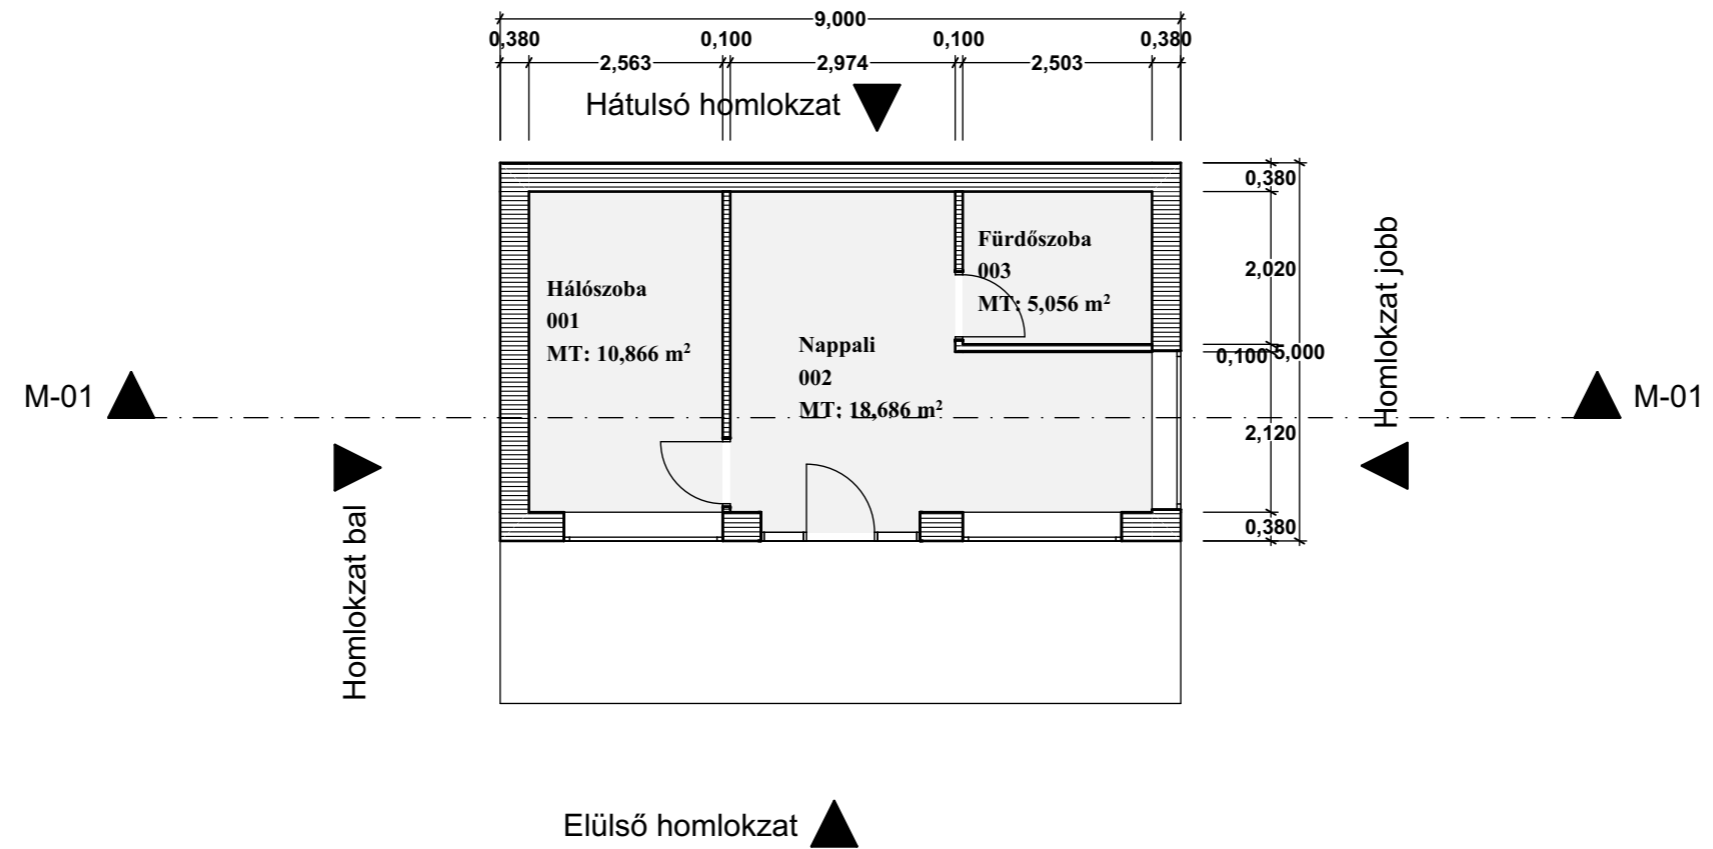 9,000
0,380
0,100
0,100
0,380
2,563
2,974
2,503
Hátulsó homlokzat
0,380
2,020
0,100
5,000
2,120
0,380
Homlokzat jobb
Fürdőszoba
003
MT: 5,056 m²
Hálószoba
001
MT: 10,866 m²
Nappali
002
MT: 18,686 m²
M-01
M-01
Homlokzat bal
Elülső homlokzat